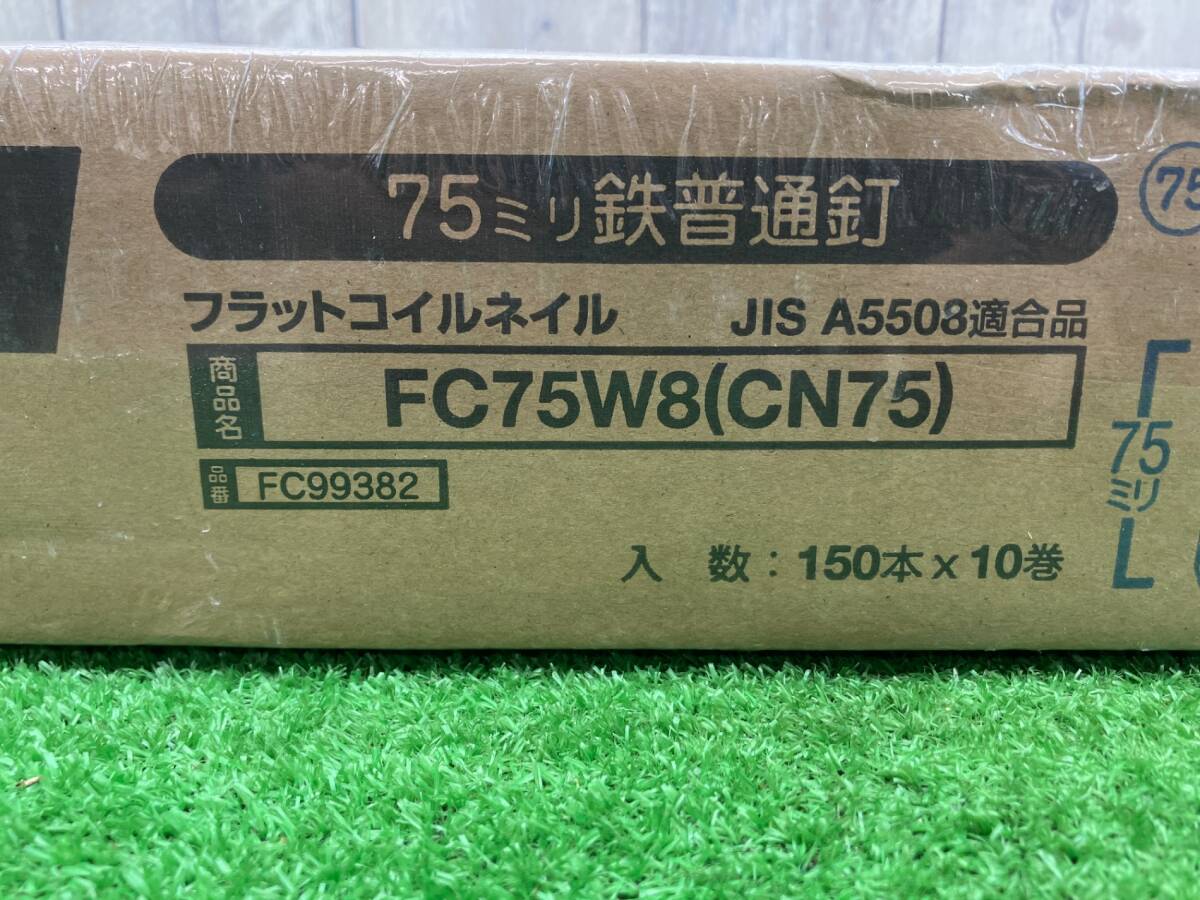 75ミリ鉄普通釘
フラットコイルネイル JIS A5508適合品
商品名 FC75W8(CN75)
品番 FC99382
入 数：150本×10巻
75
75
ミリ